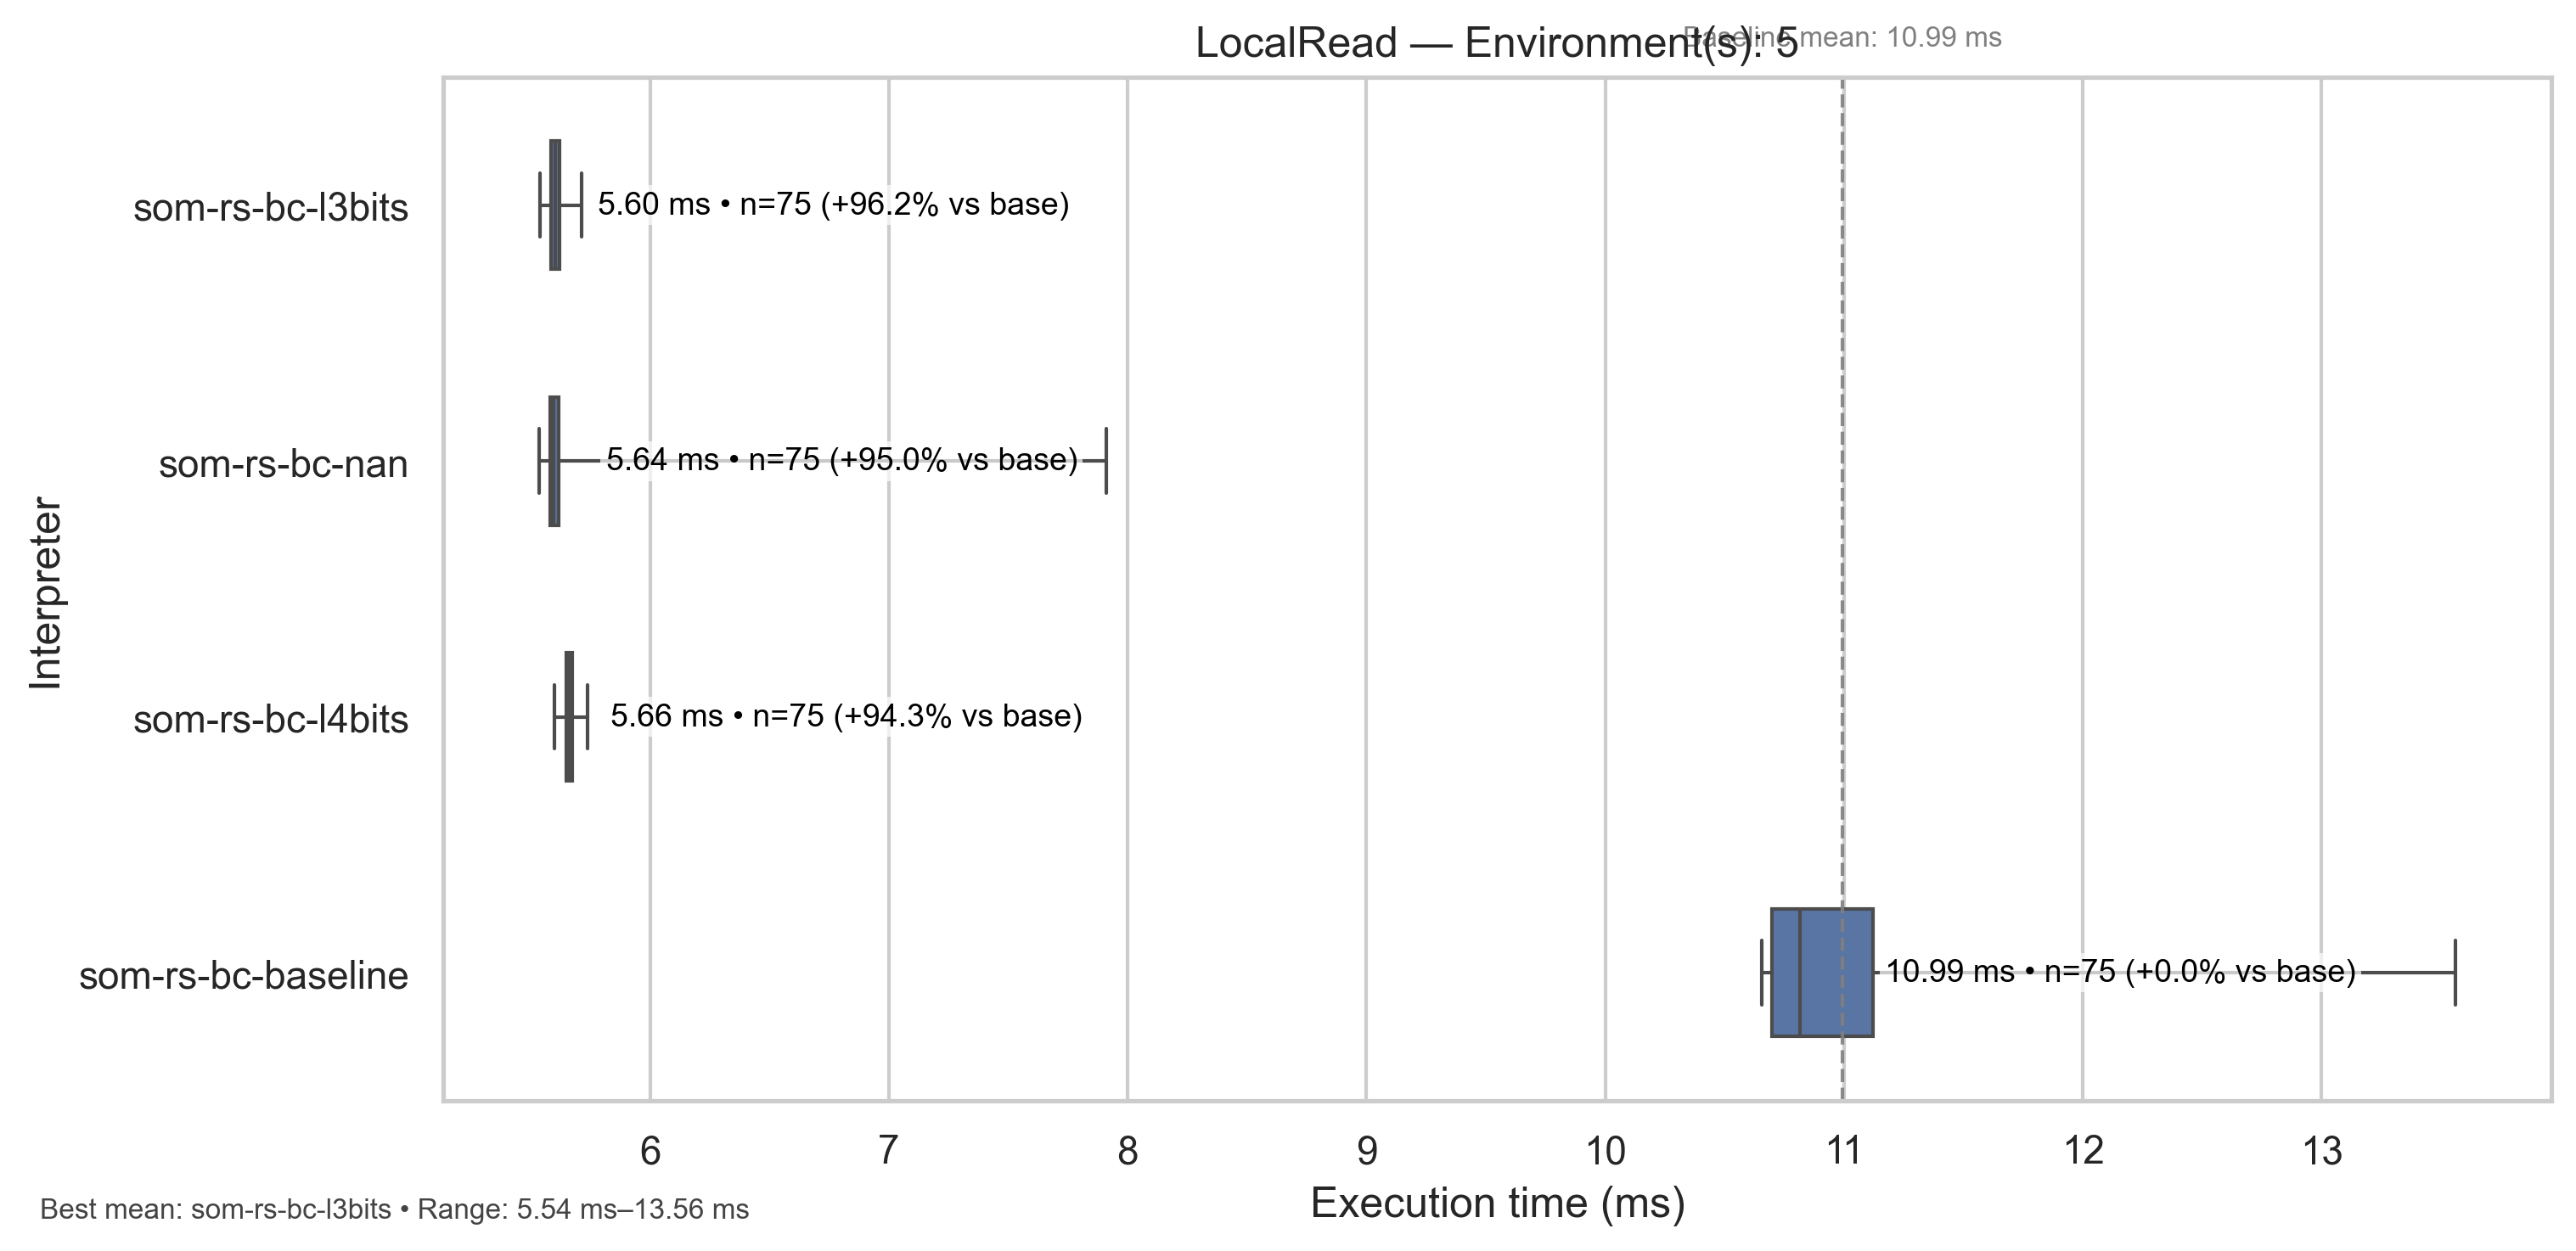 LocalRead — Environment(s): 5
Baseline mean: 10.99 ms
som-rs-bc-l3bits
5.60 ms • n=75 (+96.2% vs base)
som-rs-bc-nan
5.64 ms • n=75 (+95.0% vs base)
som-rs-bc-l4bits
5.66 ms • n=75 (+94.3% vs base)
som-rs-bc-baseline
10.99 ms • n=75 (+0.0% vs base)
Interpreter
6 7 8 9 10 11 12 13
Execution time (ms)
Best mean: som-rs-bc-l3bits • Range: 5.54 ms–13.56 ms